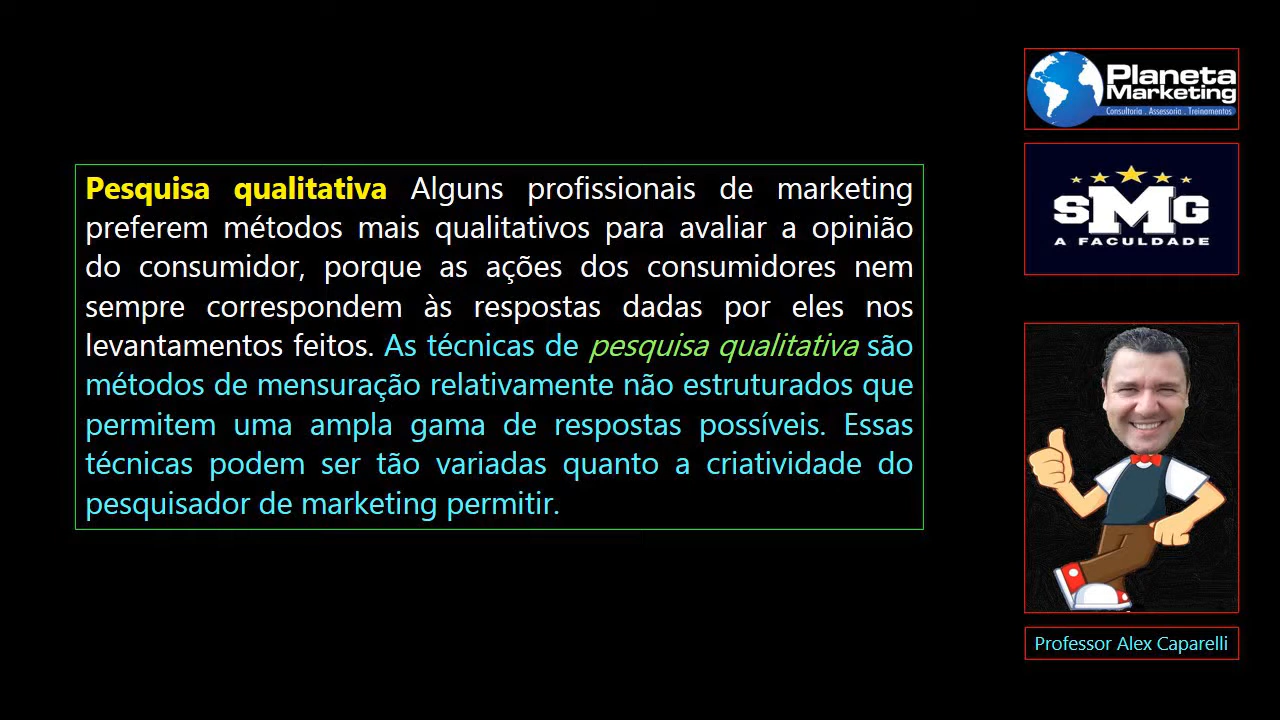 Pesquisa qualitativa Alguns profissionais de marketing
preferem métodos mais qualitativos para avaliar a opinião
do consumidor, porque as ações dos consumidores nem
sempre correspondem às respostas dadas por eles nos
levantamentos feitos. As técnicas de pesquisa qualitativa são
métodos de mensuração relativamente não estruturados que
permitem uma ampla gama de respostas possíveis. Essas
técnicas podem ser tão variadas quanto a criatividade do
pesquisador de marketing permitir.
Planeta
Marketing
Consultoria . Assessoria . Treinamentos
SMG
A FACULDADE
Professor Alex Caparelli